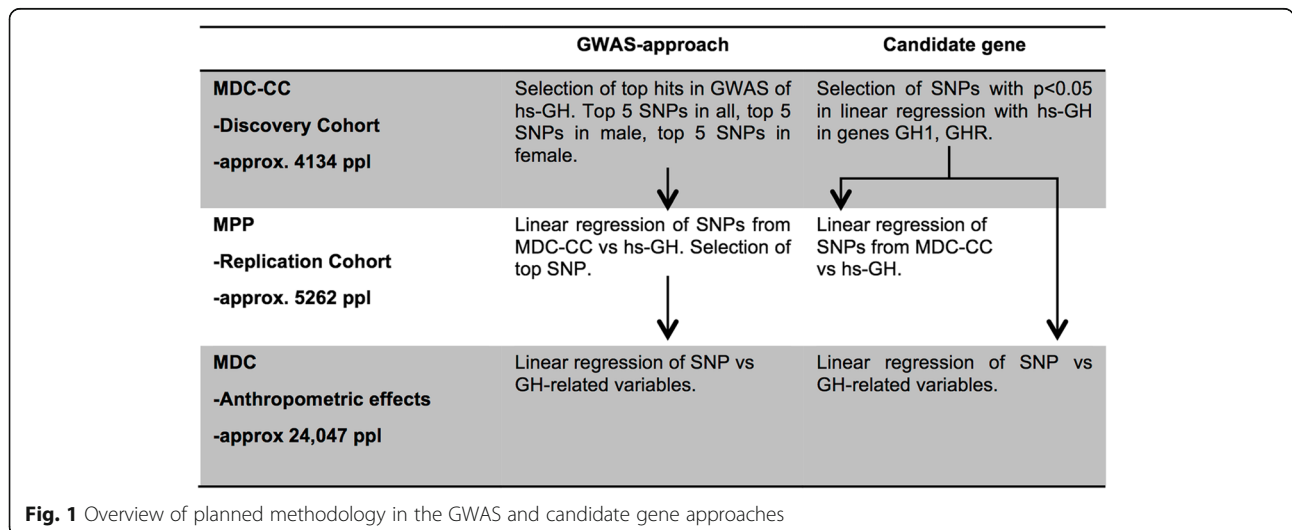 GWAS-approach
Candidate gene
MDC-CC
-Discovery Cohort
-approx. 4134 ppl
Selection of top hits in GWAS of
hs-GH. Top 5 SNPs in all, top 5
SNPs in male, top 5 SNPs in
female.
Selection of SNPs with p<0.05
in linear regression with hs-GH
in genes GH1, GHR.
MPP
-Replication Cohort
-approx. 5262 ppl
Linear regression of SNPs from
MDC-CC vs hs-GH. Selection of
top SNP.
Linear regression of
SNPs from MDC-CC
vs hs-GH.
MDC
-Anthropometric effects
-approx 24,047 ppl
Linear regression of SNP vs
GH-related variables.
Linear regression of SNP vs
GH-related variables.
Fig. 1 Overview of planned methodology in the GWAS and candidate gene approaches